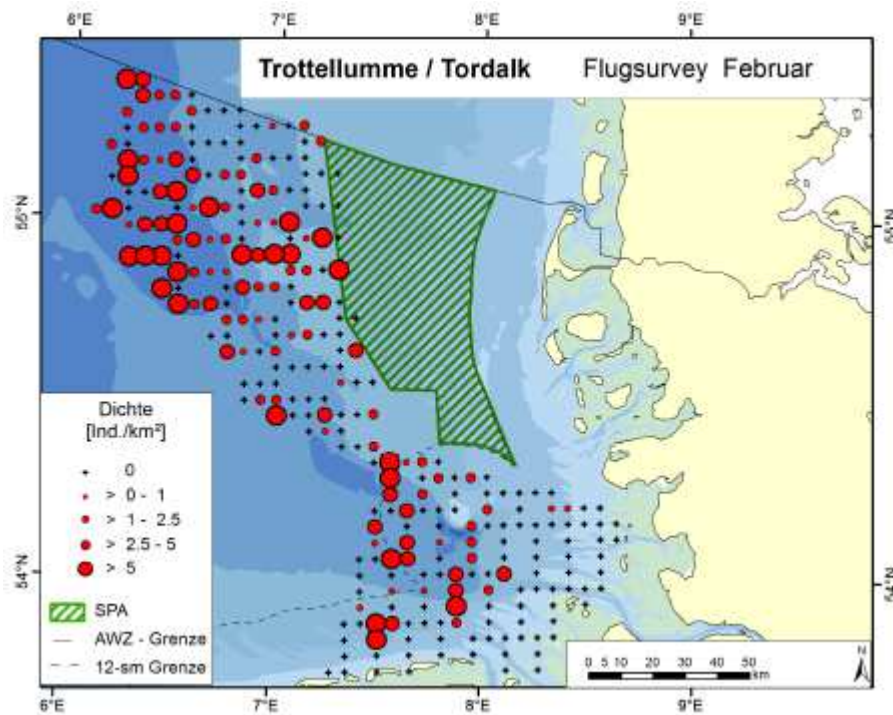 6°E 7°E 8°E 9°E
Trottellumme / Tordalk Flugsurvey Februar
55°N 55°N
Dichte
[Ind./km²]
0
> 0 - 1
> 1 - 2.5
> 2.5 - 5
> 5
SPA
AWZ - Grenze
12-sm Grenze
54°N 54°N
0 5 10 20 30 40 50
km
N
6°E 7°E 8°E 9°E